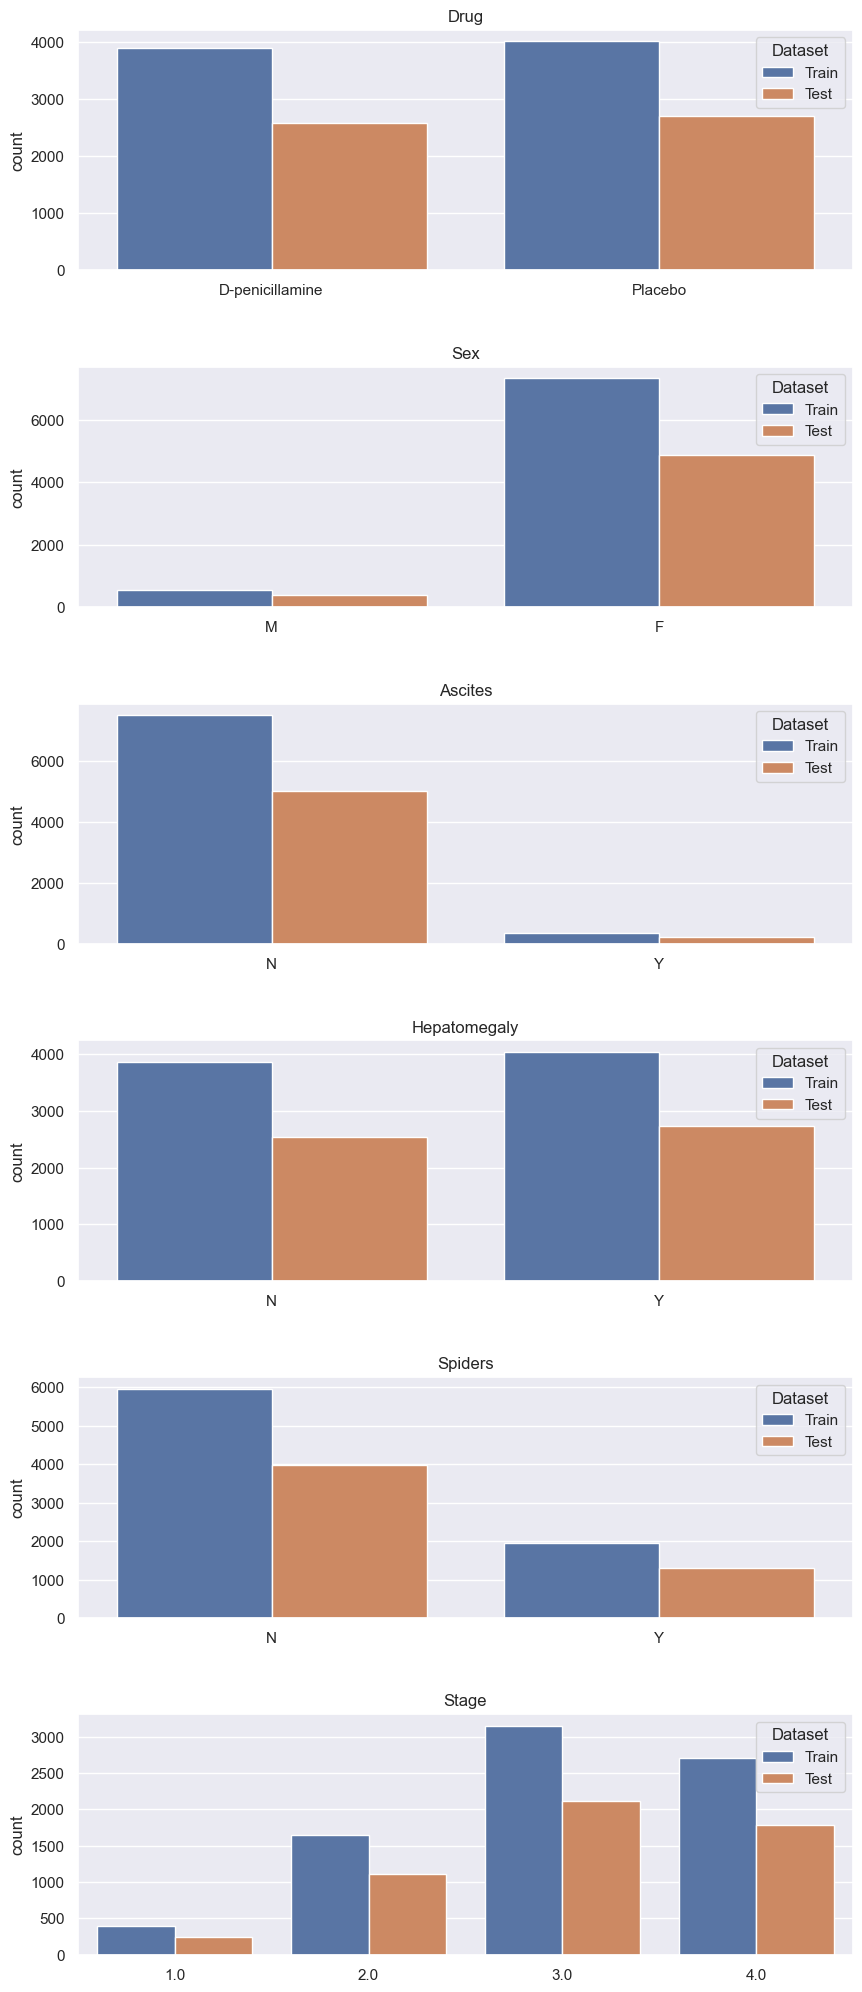 Drug
4000
3000
2000
1000
0
count
Dataset
Train
Test
D-penicillamine Placebo
Sex
6000
4000
2000
0
count
Dataset
Train
Test
M F
Ascites
6000
4000
2000
0
count
Dataset
Train
Test
N Y
Hepatomegaly
4000
3000
2000
1000
0
count
Dataset
Train
Test
N Y
Spiders
6000
5000
4000
3000
2000
1000
0
count
Dataset
Train
Test
N Y
Stage
3000
2500
2000
1500
1000
500
0
count
Dataset
Train
Test
1.0 2.0 3.0 4.0